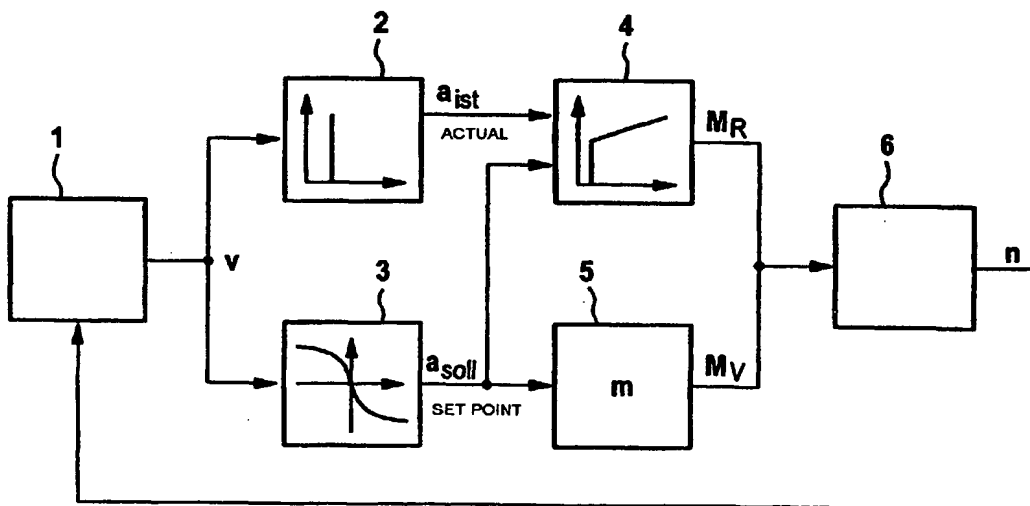 1
2
3
4
5
6
v
a_ist
ACTUAL
a_soll
SET POINT
M_R
M_V
m
n